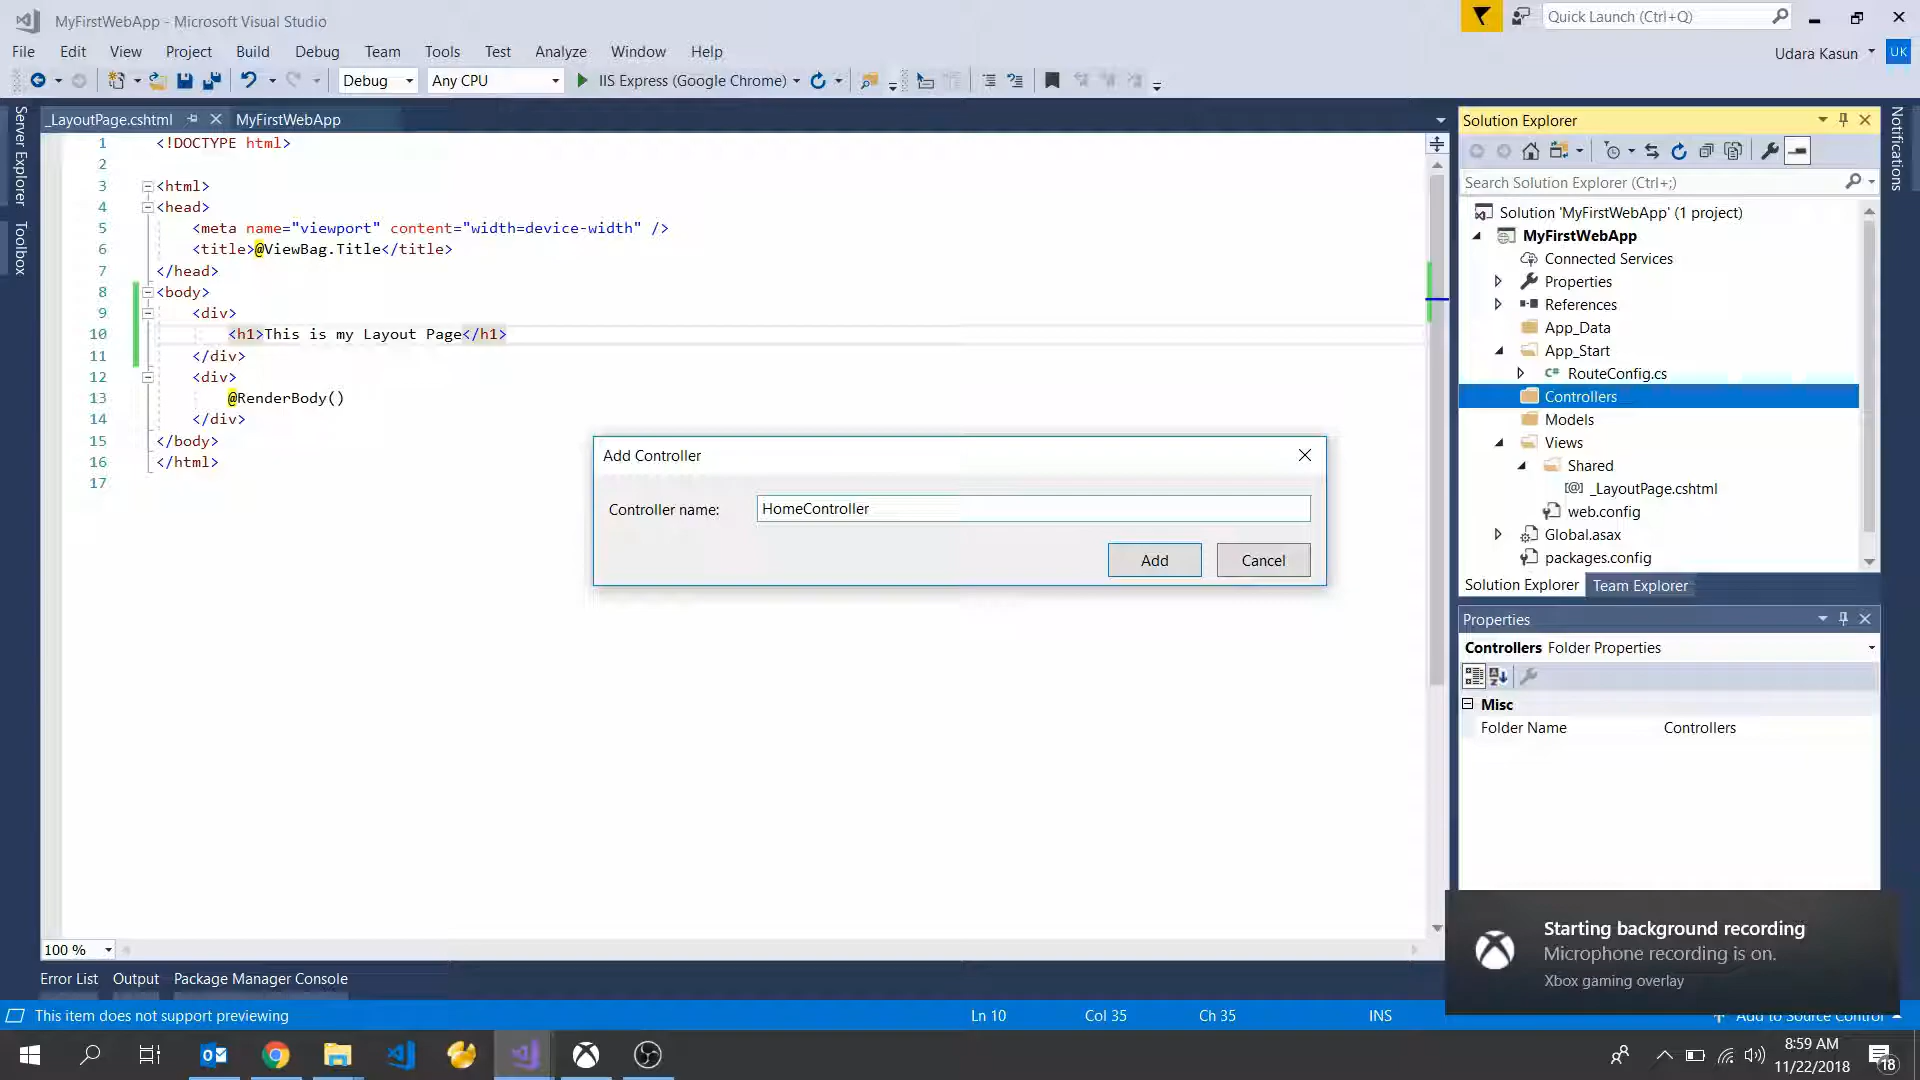 MyFirstWebApp - Microsoft Visual Studio
Quick Launch (Ctrl+Q)
File Edit View Project Build Debug Team Tools Test Analyze Window Help
Udara Kasun UK
Debug Any CPU IIS Express (Google Chrome)
Server Explorer
Toolbox
_LayoutPage.cshtml MyFirstWebApp
1 <!DOCTYPE html>
2
3 <html>
4 <head>
5 <meta name="viewport" content="width=device-width" />
6 <title>@ViewBag.Title</title>
7 </head>
8 <body>
9 <div>
10 <h1>This is my Layout Page</h1>
11 </div>
12 <div>
13 @RenderBody()
14 </div>
15 </body>
16 </html>
17
Add Controller
Controller name: HomeController
Add Cancel
Solution Explorer
Search Solution Explorer (Ctrl+;)
Solution 'MyFirstWebApp' (1 project)
MyFirstWebApp
Connected Services
Properties
References
App_Data
App_Start
C# RouteConfig.cs
Controllers
Models
Views
Shared
[@] _LayoutPage.cshtml
web.config
Global.asax
packages.config
Solution Explorer Team Explorer
Notifications
Properties
Controllers Folder Properties
Misc
Folder Name Controllers
Starting background recording
Microphone recording is on.
Xbox gaming overlay
100 %
Error List Output Package Manager Console
This item does not support previewing Ln 10 Col 35 Ch 35 INS Add to Source Control
8:59 AM
11/22/2018
18